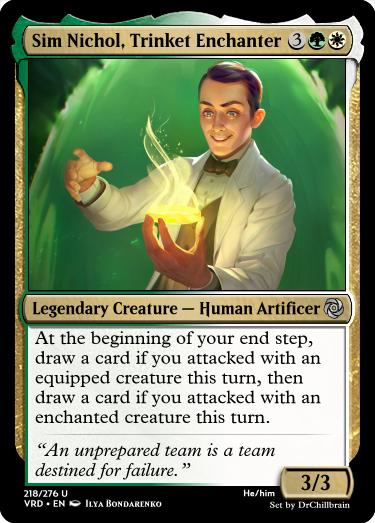 Sim Nichol, Trinket Enchanter 3
Legendary Creature — Human Artificer
At the beginning of your end step,
draw a card if you attacked with an
equipped creature this turn, then
draw a card if you attacked with an
enchanted creature this turn.
“An unprepared team is a team
destined for failure.”
3/3
218/276 U
He/him
VRD • EN Ilya Bondarenko
Set by DrChillbrain